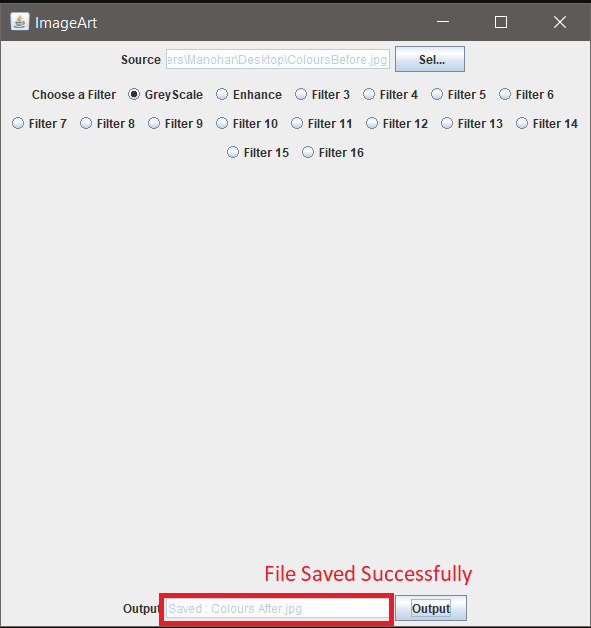 ImageArt
Source ers\Manohar\Desktop\ColoursBefore.jpg Sel...
Choose a Filter GreyScale Enhance Filter 3 Filter 4 Filter 5 Filter 6
Filter 7 Filter 8 Filter 9 Filter 10 Filter 11 Filter 12 Filter 13 Filter 14
Filter 15 Filter 16
File Saved Successfully
Output Saved : Colours After.jpg Output